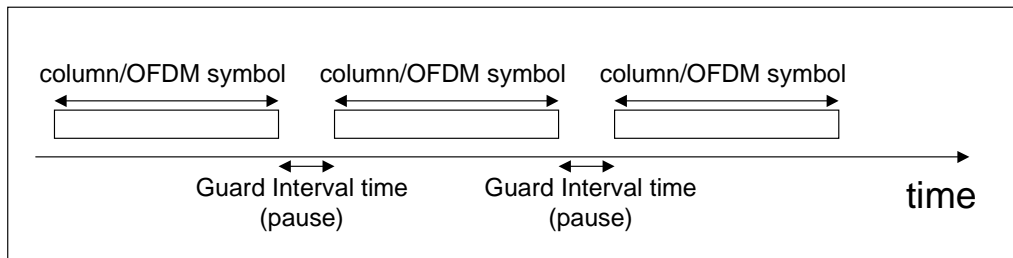 column/OFDM symbol
column/OFDM symbol
column/OFDM symbol
Guard Interval time
(pause)
Guard Interval time
(pause)
time